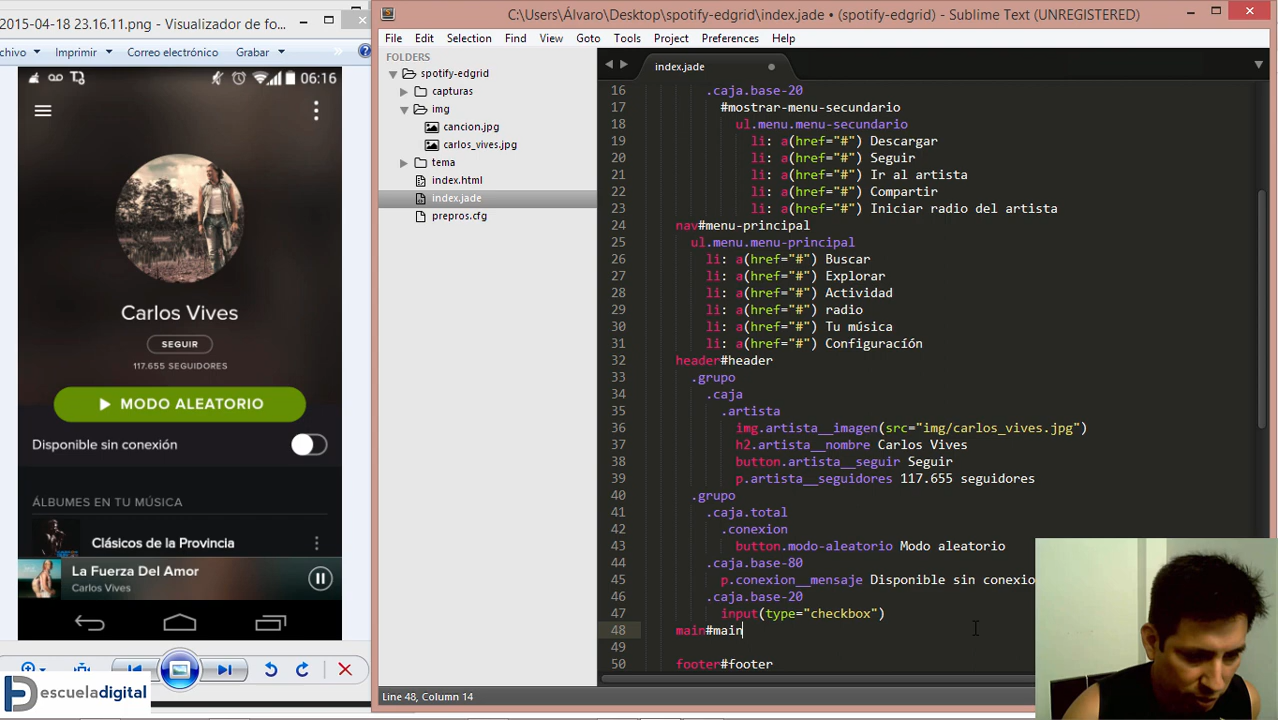 2015-04-18 23.16.11.png - Visualizador de fo...
chivo Imprimir Correo electrónico Grabar »
06:16
Carlos Vives
SEGUIR
117.655 SEGUIDORES
MODO ALEATORIO
Disponible sin conexión
ÁLBUMES EN TU MÚSICA
Clásicos de la Provincia
La Fuerza Del Amor
Carlos Vives
escueladigital
C:\Users\Álvaro\Desktop\spotify-edgrid\index.jade • (spotify-edgrid) - Sublime Text (UNREGISTERED)
File Edit Selection Find View Goto Tools Project Preferences Help
FOLDERS
spotify-edgrid
capturas
img
cancion.jpg
carlos_vives.jpg
tema
index.html
index.jade
prepros.cfg
index.jade
16 .caja.base-20
17 #mostrar-menu-secundario
18 ul.menu.menu-secundario
19 li: a(href="#") Descargar
20 li: a(href="#") Seguir
21 li: a(href="#") Ir al artista
22 li: a(href="#") Compartir
23 li: a(href="#") Iniciar radio del artista
24 nav#menu-principal
25 ul.menu.menu-principal
26 li: a(href="#") Buscar
27 li: a(href="#") Explorar
28 li: a(href="#") Actividad
29 li: a(href="#") radio
30 li: a(href="#") Tu música
31 li: a(href="#") Configuración
32 header#header
33 .grupo
34 .caja
35 .artista
36 img.artista__imagen(src="img/carlos_vives.jpg")
37 h2.artista__nombre Carlos Vives
38 button.artista__seguir Seguir
39 p.artista__seguidores 117.655 seguidores
40 .grupo
41 .caja.total
42 .conexion
43 button.modo-aleatorio Modo aleatorio
44 .caja.base-80
45 p.conexion__mensaje Disponible sin conexio
46 .caja.base-20
47 input(type="checkbox")
48 main#main
49
50 footer#footer
Line 48, Column 14